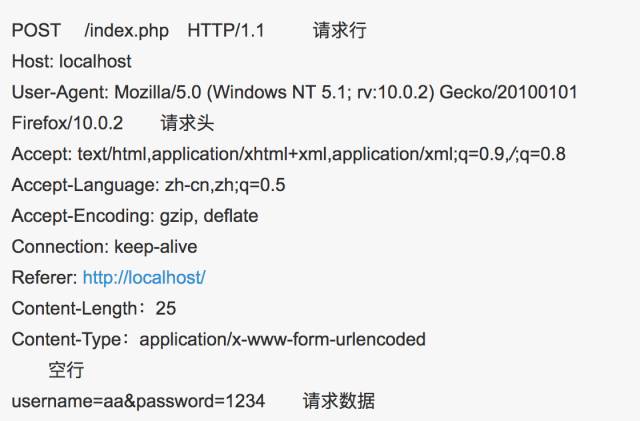 POST /index.php HTTP/1.1 请求行
Host: localhost
User-Agent: Mozilla/5.0 (Windows NT 5.1; rv:10.0.2) Gecko/20100101
Firefox/10.0.2 请求头
Accept: text/html,application/xhtml+xml,application/xml;q=0.9,/;q=0.8
Accept-Language: zh-cn,zh;q=0.5
Accept-Encoding: gzip, deflate
Connection: keep-alive
Referer: http://localhost/
Content-Length：25
Content-Type：application/x-www-form-urlencoded
空行
username=aa&password=1234 请求数据